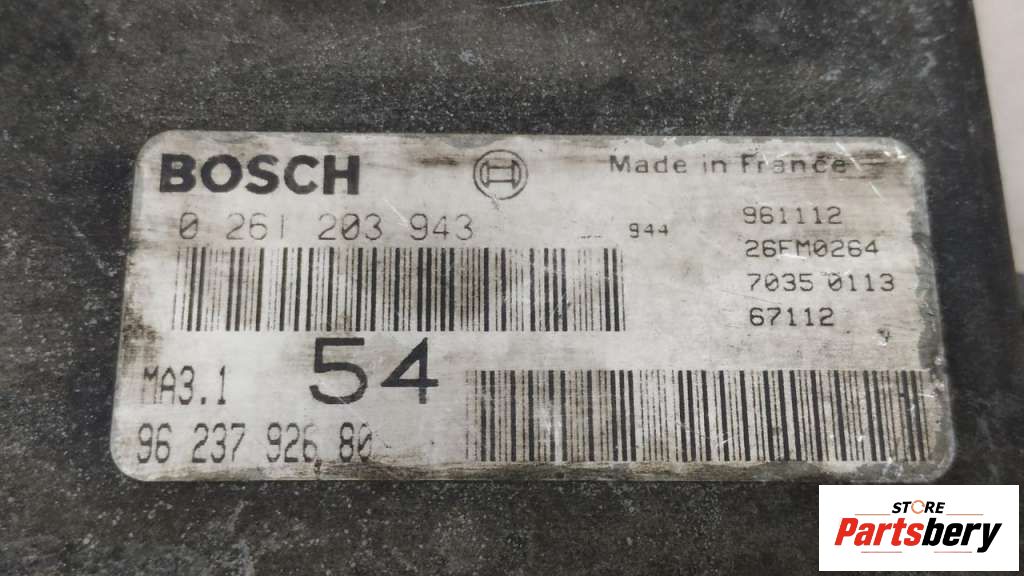 BOSCH
Made in France
0 261 203 943
944
961112
26FM0264
7035 0113
67112
54
MA3.1
96 237 926 80
STORE
Partsbery